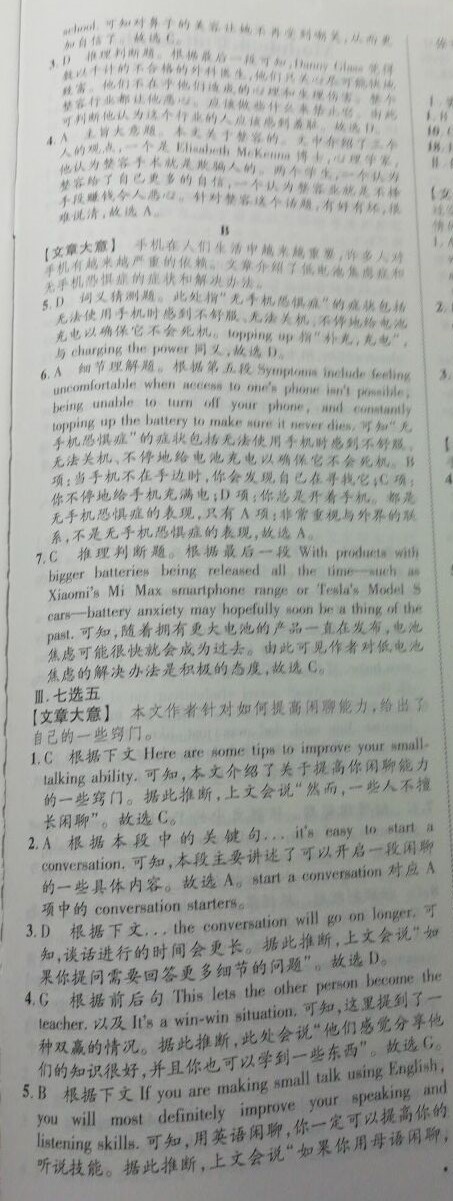 school. 可知对鼻子的美容让她不再受到嘲笑,从而更
加自信了。故选C。
3. D 推理判断题。根据最后一段可知,Danny Glass 觉得
数以千计的不合格的外科医生,他们只关心尽可能快地
致富。他们不在乎他们造成的心理和生理伤害。整个
整容行业都让他恶心。应该做些什么来禁止它。由此
可判断他认为这个行业的人应该感到羞耻。故选D。
4. A 主旨大意题。本文关于整容的。文中介绍了三个
人的观点,一个是 Elisabeth McKenna 博士,心理学家,
他认为整容手术就是欺骗人的。两个学生,一个认为
整容给了自己更多的自信,一个认为整容业就是不择
手段赚钱令人恶心。针对整容这个话题,有好有坏,很
难说清,故选A。
B
【文章大意】 手机在人们生活中越来越重要,许多人对
手机有越来越严重的依赖。文章介绍了低电池焦虑症和
无手机恐惧症的症状和解决办法。
5. D 词义猜测题。此处指“无手机恐惧症”的症状包括
无法使用手机时感到不舒服、无法关机、不停地给电池
充电以确保它不会死机。topping up 指“补充,充电”,
与 charging the power 同义,故选D。
6. A 细节理解题。根据第五段 Symptoms include feeling
uncomfortable when access to one's phone isn't possible,
being unable to turn off your phone, and constantly
topping up the battery to make sure it never dies. 可知“无
手机恐惧症”的症状包括无法使用手机时感到不舒服、
无法关机、不停地给电池充电以确保它不会死机。B
项:当手机不在手边时,你会发现自己在寻找它;C项:
你不停地给手机充满电;D项:你总是开着手机。都是
无手机恐惧症的表现,只有A项:非常重视与外界的联
系,不是无手机恐惧症的表现,故选A。
7. C 推理判断题。根据最后一段 With products with
bigger batteries being released all the time—such as
Xiaomi's Mi Max smartphone range or Tesla's Model S
cars—battery anxiety may hopefully soon be a thing of the
past. 可知,随着拥有更大电池的产品一直在发布,电池
焦虑可能很快就会成为过去。由此可见作者对低电池
焦虑的解决办法是积极的态度,故选C。
Ⅲ. 七选五
【文章大意】 本文作者针对如何提高闲聊能力,给出了
自己的一些窍门。
1. C 根据下文 Here are some tips to improve your small-
talking ability. 可知,本文介绍了关于提高你闲聊能力
的一些窍门。据此推断,上文会说“然而,一些人不擅
长闲聊”。故选C。
2. A 根据本段中的关键句... it's easy to start a
conversation. 可知,本段主要讲述了可以开启一段闲聊
的一些具体内容。故选A。start a conversation 对应 A
项中的 conversation starters。
3. D 根据下文... the conversation will go on longer. 可
知,谈话进行的时间会更长。据此推断,上文会说“如
果你提问需要回答更多细节的问题”。故选D。
4. G 根据前后句 This lets the other person become the
teacher. 以及 It's a win-win situation. 可知,这里提到了一
种双赢的情况。据此推断,此处会说“他们感觉分享他
们的知识很好,并且你也可以学到一些东西”。故选G。
5. B 根据下文 If you are making small talk using English,
you will most definitely improve your speaking and
listening skills. 可知,用英语闲聊,你一定可以提高你的
听说技能。据此推断,上文会说“如果你用母语闲聊,